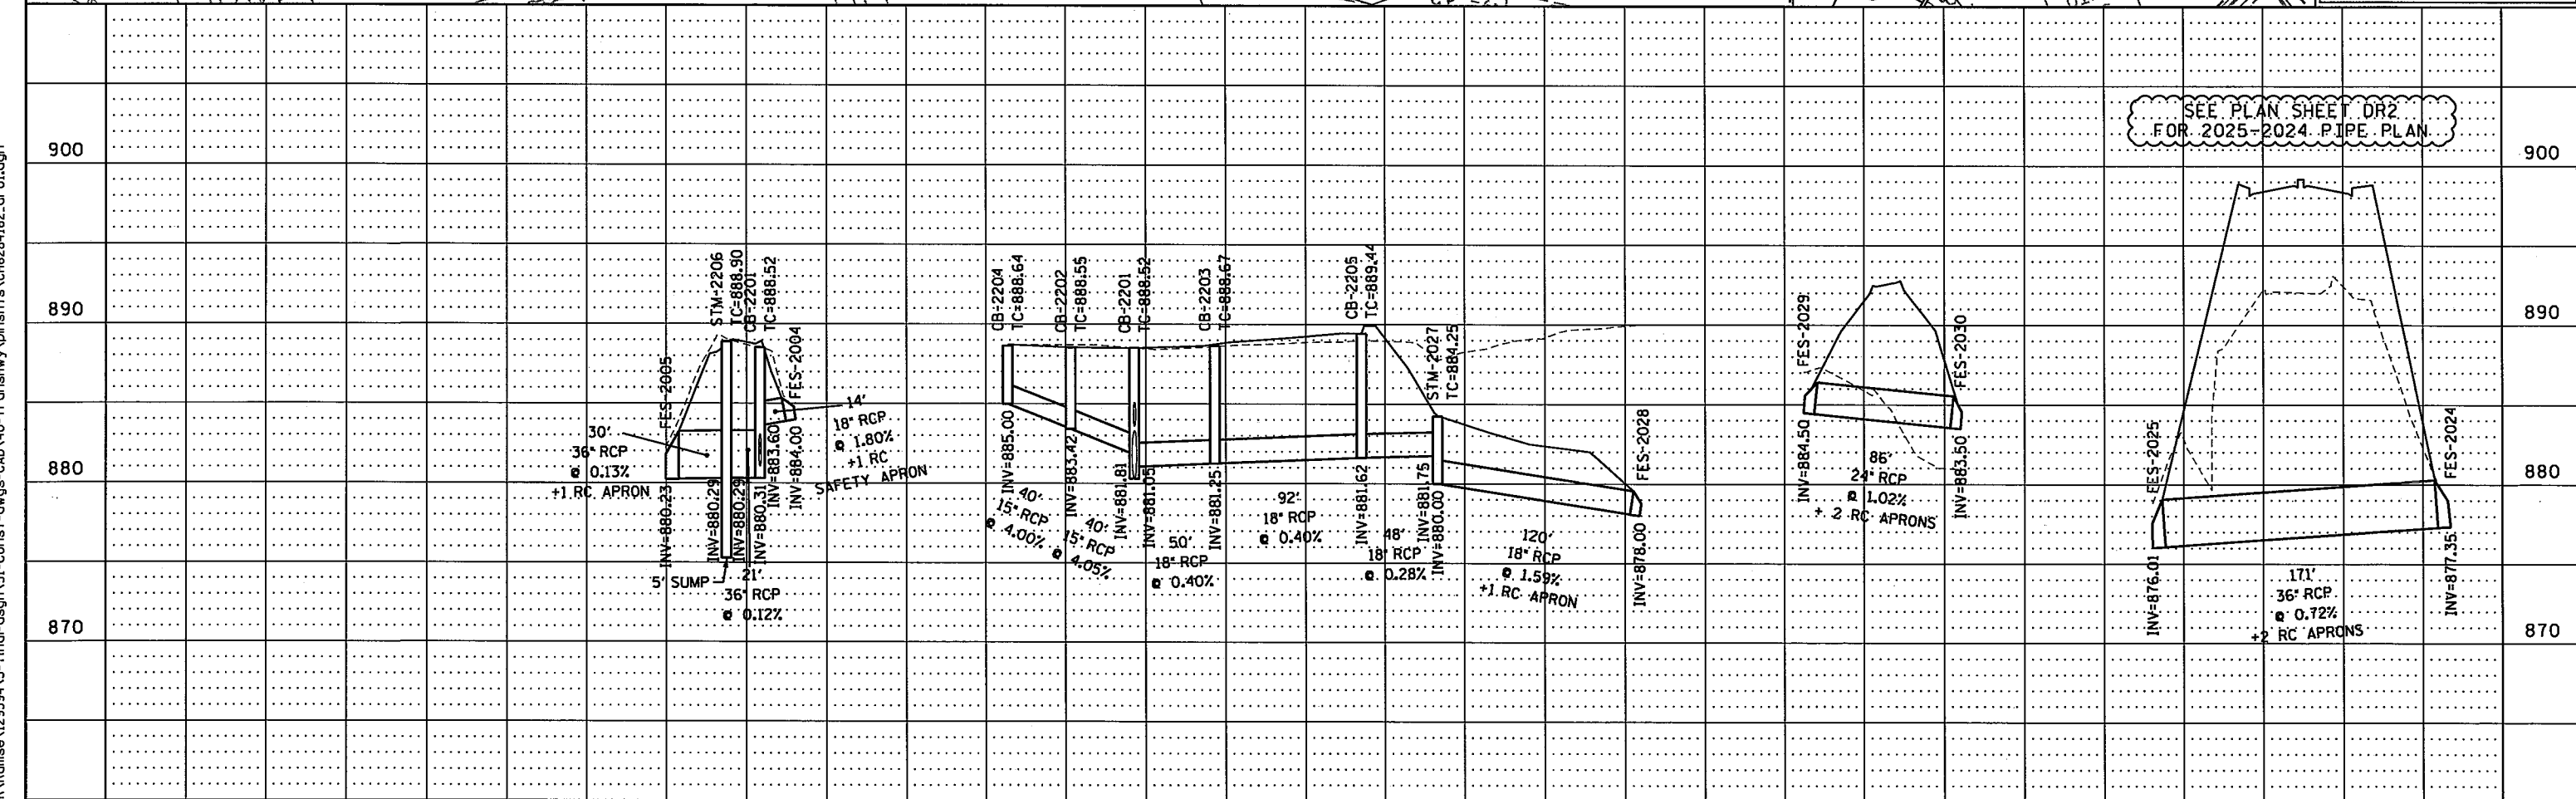 SEE PLAN SHEET DR2
FOR 2025-2024 PIPE PLAN
900
900
890
890
880
880
870
870
FES-2005
STM-2206
TC=888.90
CB-2201
TC=888.52
FES-2004
30'
36" RCP
@ 0.13%
+1 RC APRON
14'
18" RCP
@ 1.80%
+1 RC
SAFETY APRON
INV=880.23
INV=880.29
INV=880.29
INV=880.31
INV=883.60
INV=884.00
5' SUMP
21'
36" RCP
@ 0.12%
CB-2204
TC=888.64
CB-2202
TC=888.55
CB-2201
TC=888.52
CB-2203
TC=888.67
CB-2205
TC=889.44
STM-2027
TC=884.25
FES-2028
INV=885.00
INV=883.42
INV=881.81
INV=881.05
INV=881.25
INV=881.62
INV=881.75
INV=880.00
INV=878.00
40'
15" RCP
@ 4.00%
40'
15" RCP
@ 4.05%
50'
18" RCP
@ 0.40%
92'
18" RCP
@ 0.40%
48'
18" RCP
@ 0.28%
120'
18" RCP
@ 1.59%
+1 RC APRON
FES-2029
FES-2030
INV=884.50
INV=883.50
86'
24" RCP
@ 1.02%
+ 2 RC APRONS
FES-2025
FES-2024
INV=876.01
INV=877.35
171'
36" RCP
@ 0.72%
+2 RC APRONS